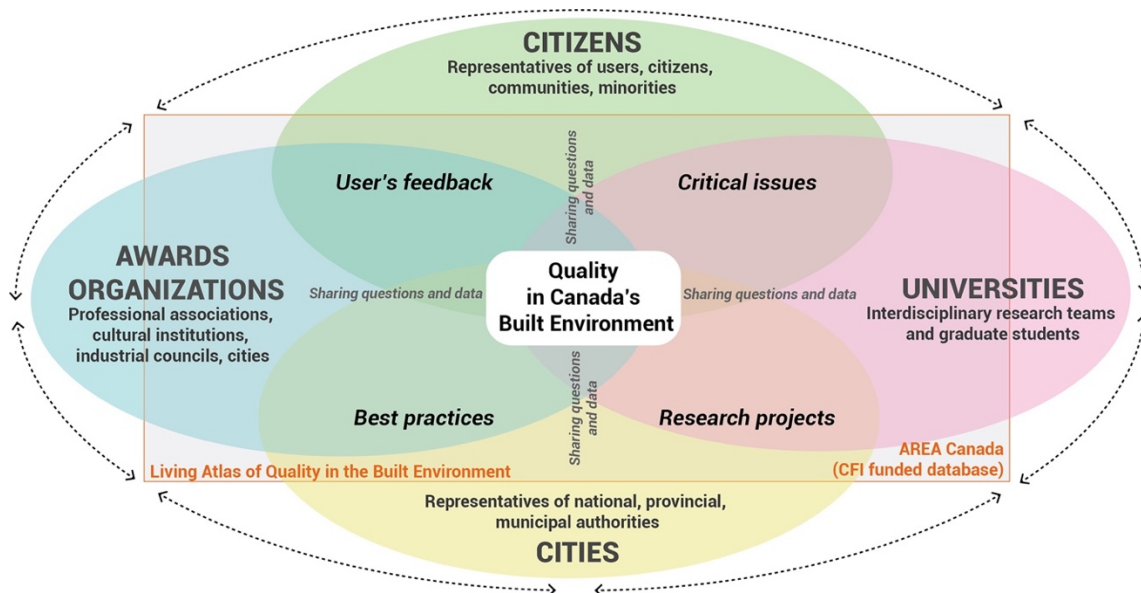 CITIZENS
Representatives of users, citizens,
communities, minorities
User's feedback
Sharing questions
and data
Critical issues
AWARDS
ORGANIZATIONS
Professional associations,
cultural institutions,
industrial councils, cities
Sharing questions and data
Quality
in Canada's
Built Environment
Sharing questions and data
UNIVERSITIES
Interdisciplinary research teams
and graduate students
Best practices
Sharing questions
and data
Research projects
Living Atlas of Quality in the Built Environment
AREA Canada
(CFI funded database)
Representatives of national, provincial,
municipal authorities
CITIES